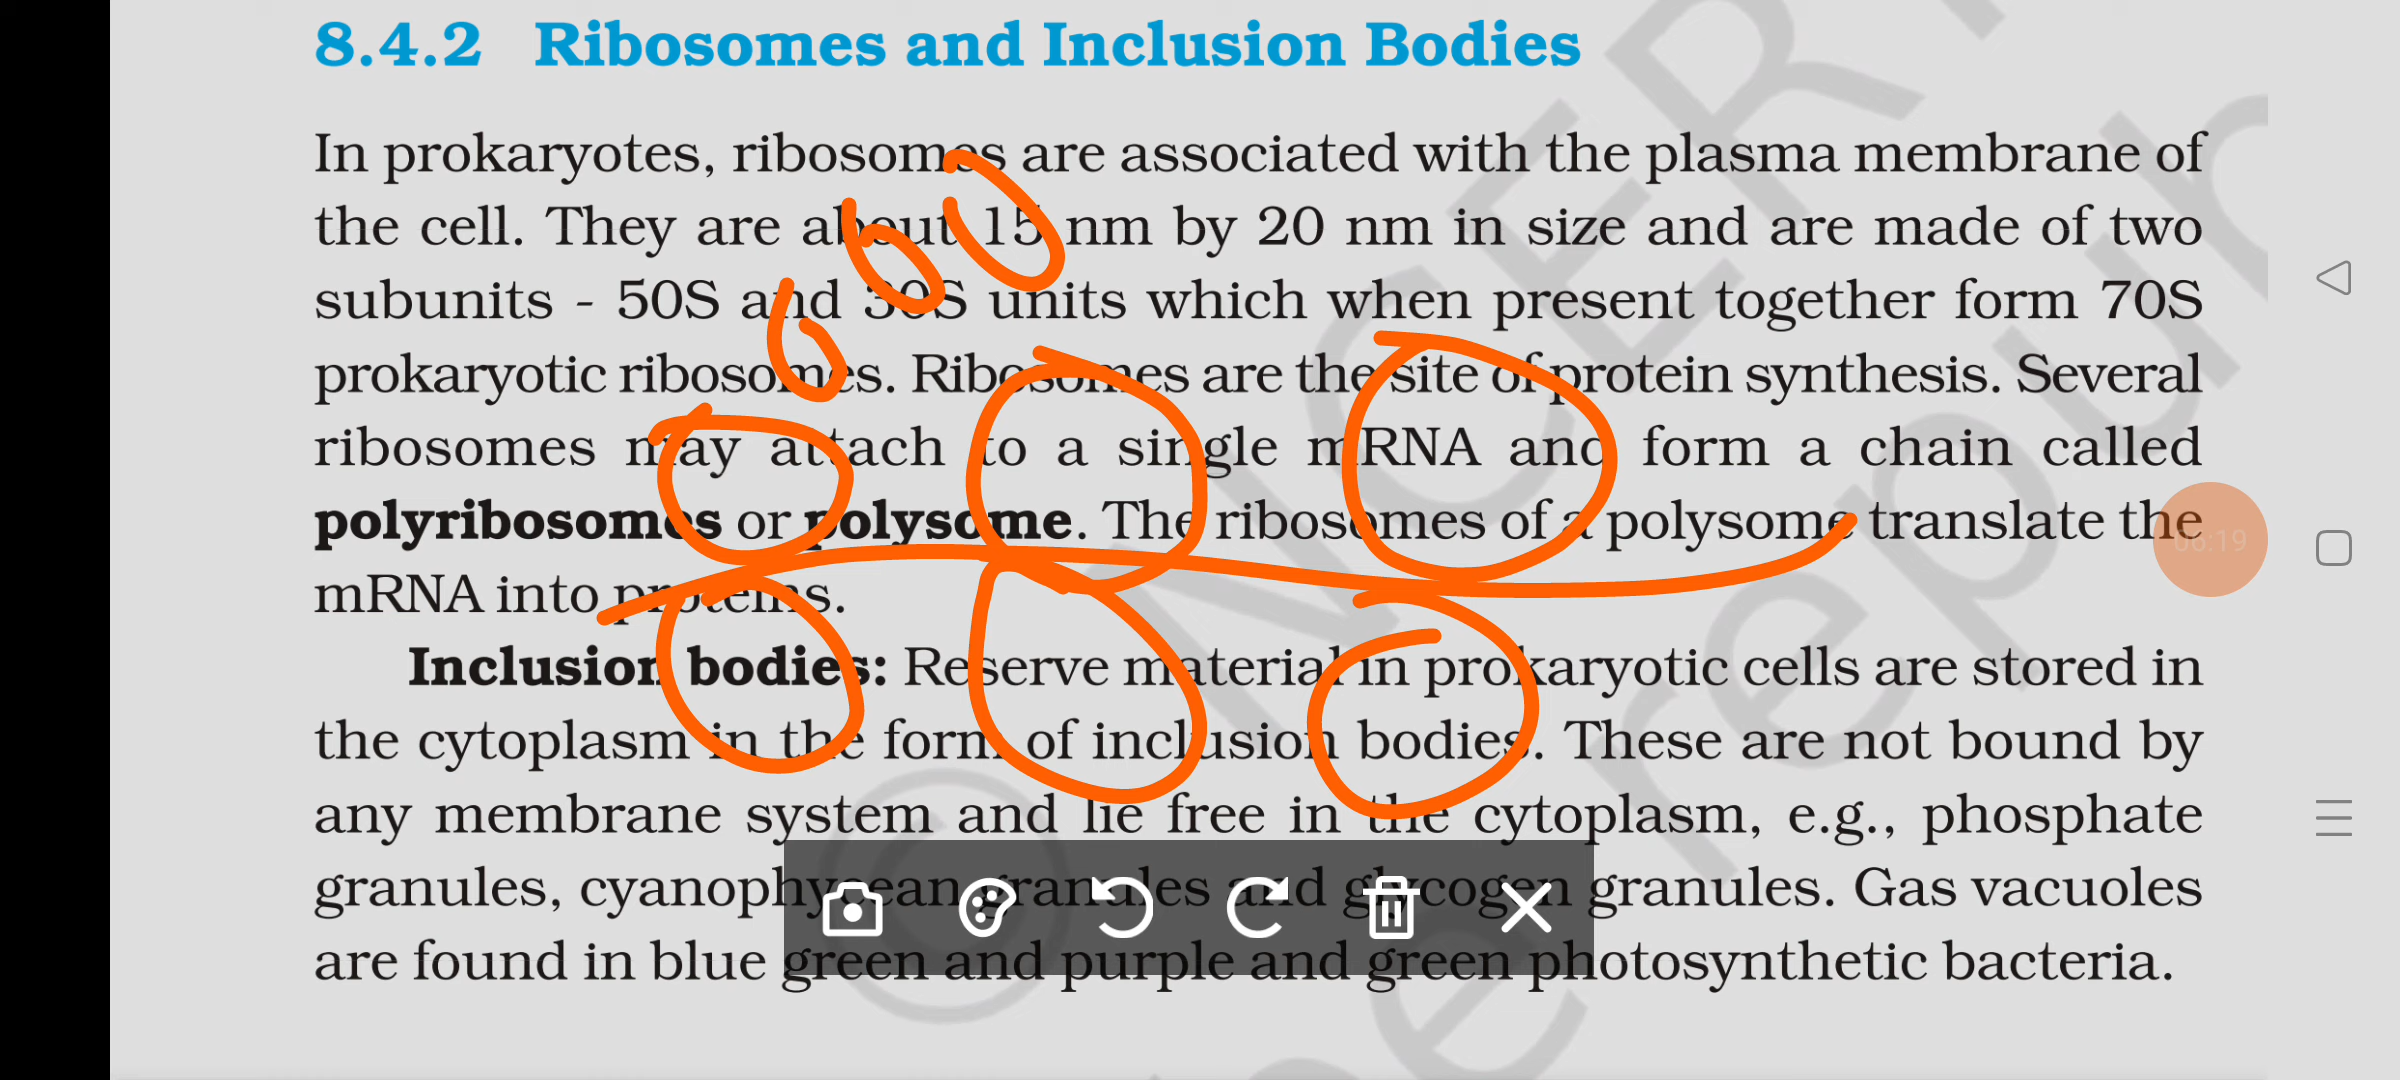 8.4.2 Ribosomes and Inclusion Bodies
In prokaryotes, ribosomes are associated with the plasma membrane of
the cell. They are about 15 nm by 20 nm in size and are made of two
subunits - 50S and 30S units which when present together form 70S
prokaryotic ribosomes. Ribosomes are the site of protein synthesis. Several
ribosomes may attach to a single mRNA and form a chain called
polyribosomes or polysome. The ribosomes of a polysome translate the
mRNA into proteins.
Inclusion bodies: Reserve material in prokaryotic cells are stored in
the cytoplasm in the form of inclusion bodies. These are not bound by
any membrane system and lie free in the cytoplasm, e.g., phosphate
granules, cyanophycean granules and glycogen granules. Gas vacuoles
are found in blue green and purple and green photosynthetic bacteria.
06:19
© NCERT
repu